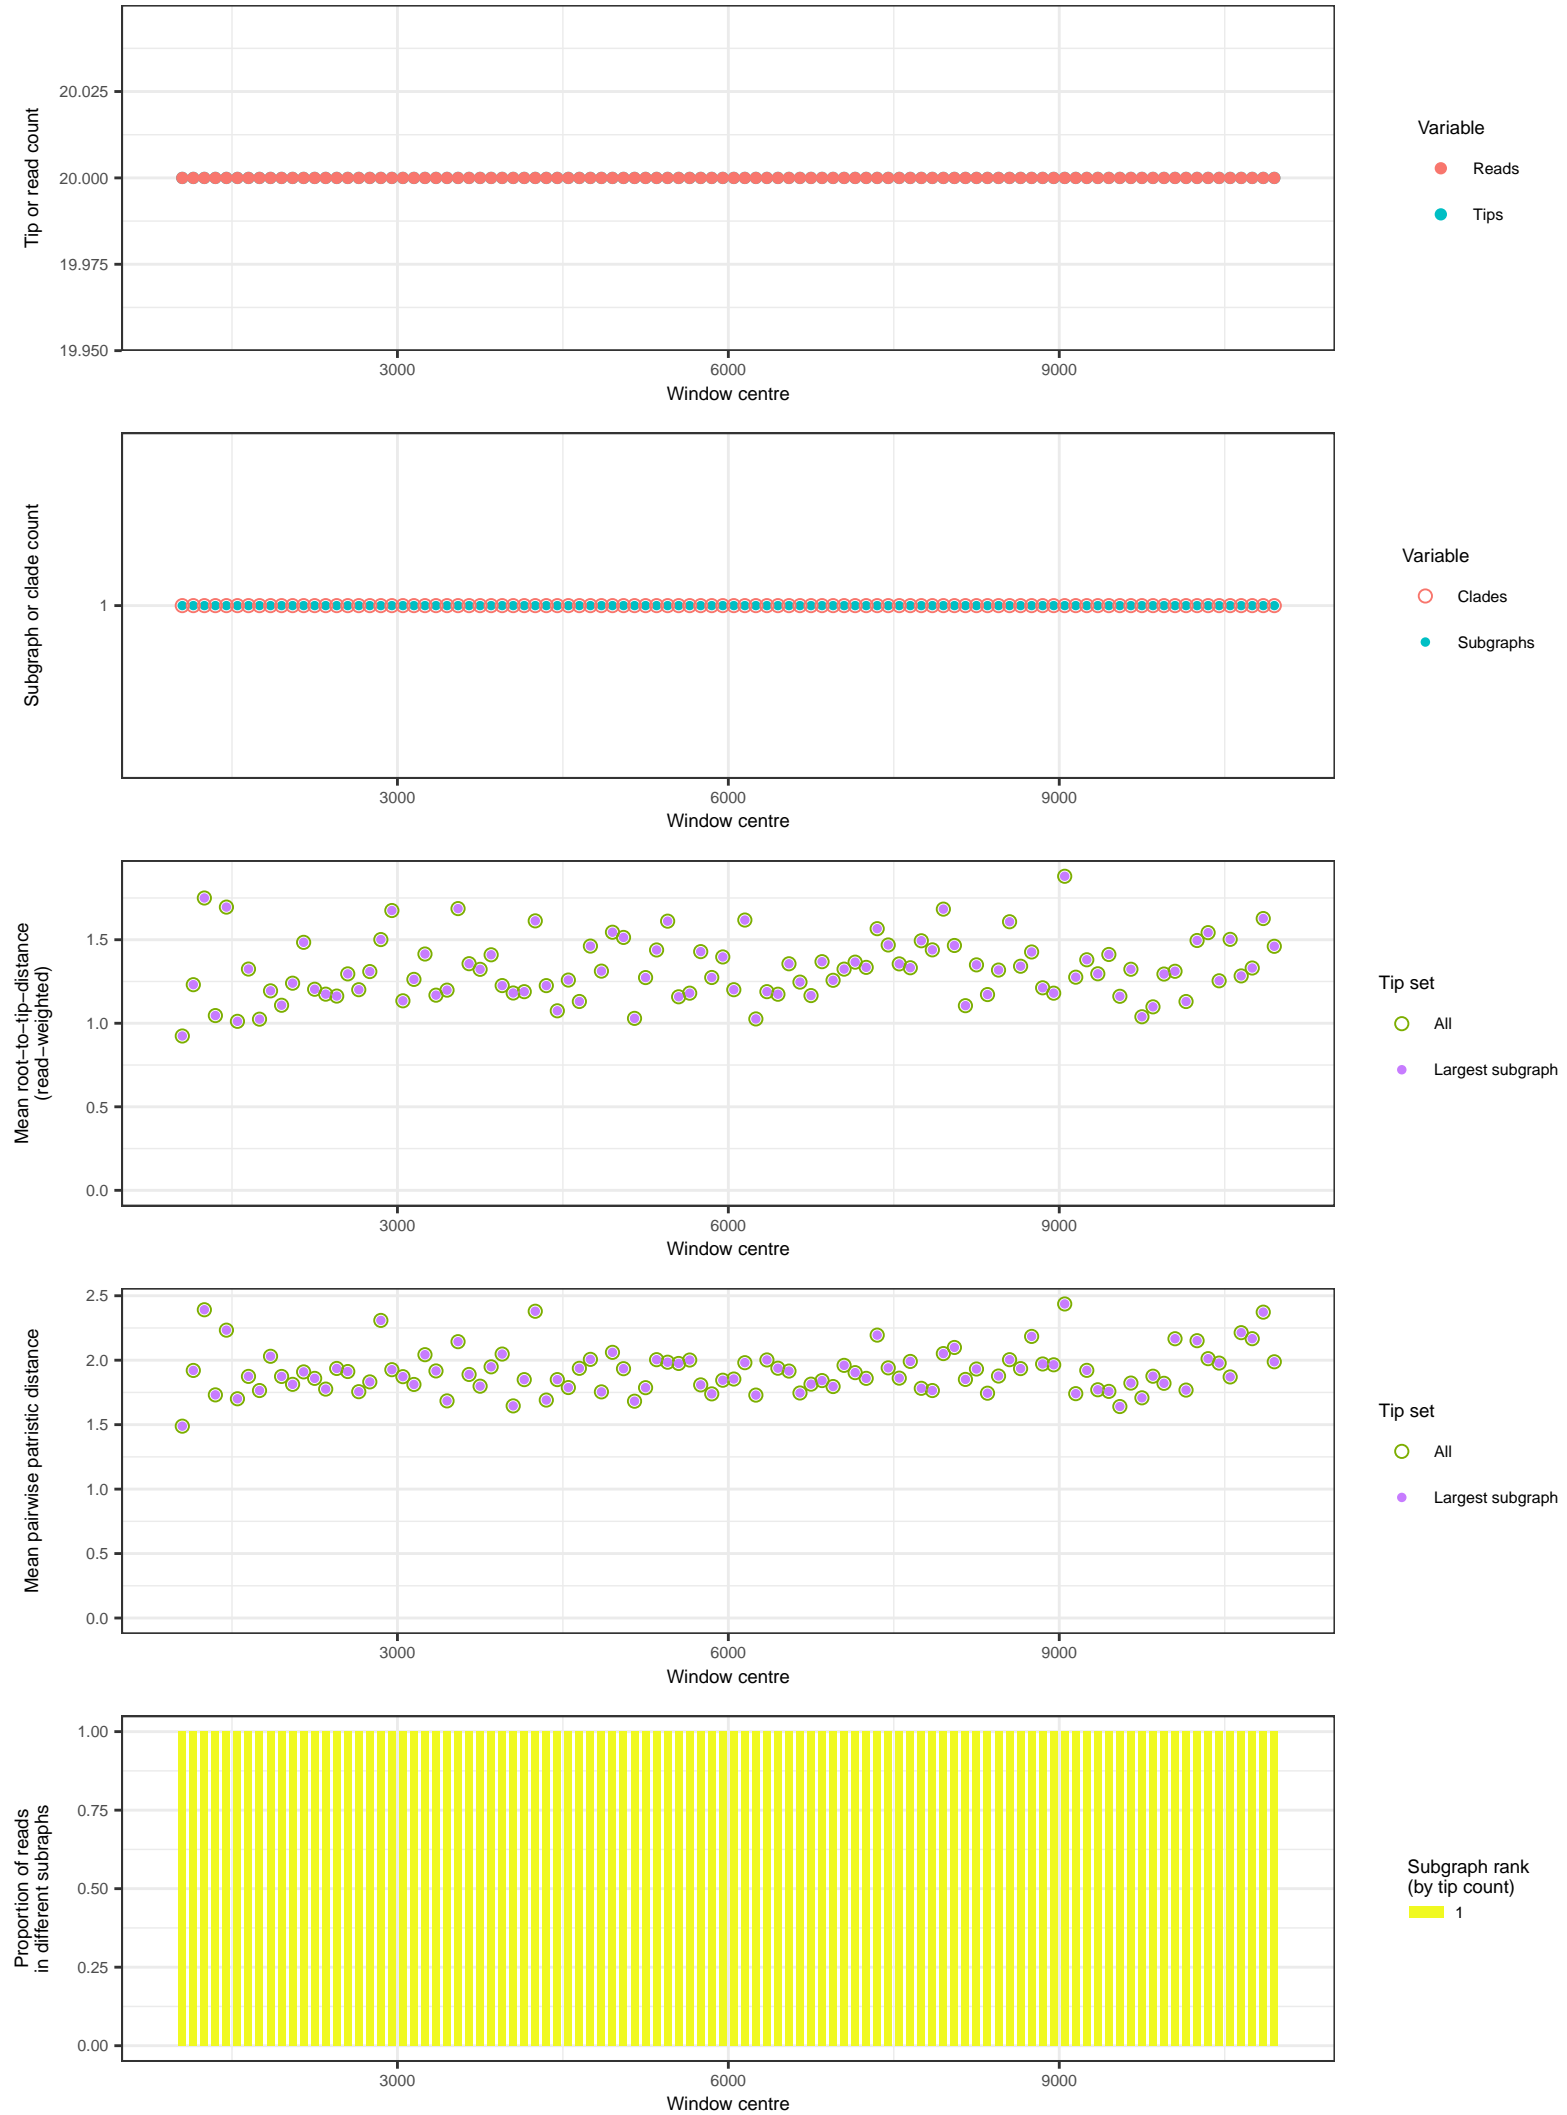 Tip or read count
20.025
20.000
19.975
19.950
3000
6000
9000
Window centre
Variable
Reads
Tips
Subgraph or clade count
1
3000
6000
9000
Window centre
Variable
Clades
Subgraphs
Mean root−to−tip−distance
(read−weighted)
1.5
1.0
0.5
0.0
3000
6000
9000
Window centre
Tip set
All
Largest subgraph
Mean pairwise patristic distance
2.5
2.0
1.5
1.0
0.5
0.0
3000
6000
9000
Window centre
Tip set
All
Largest subgraph
Proportion of reads
in different subraphs
1.00
0.75
0.50
0.25
0.00
3000
6000
9000
Window centre
Subgraph rank
(by tip count)
1